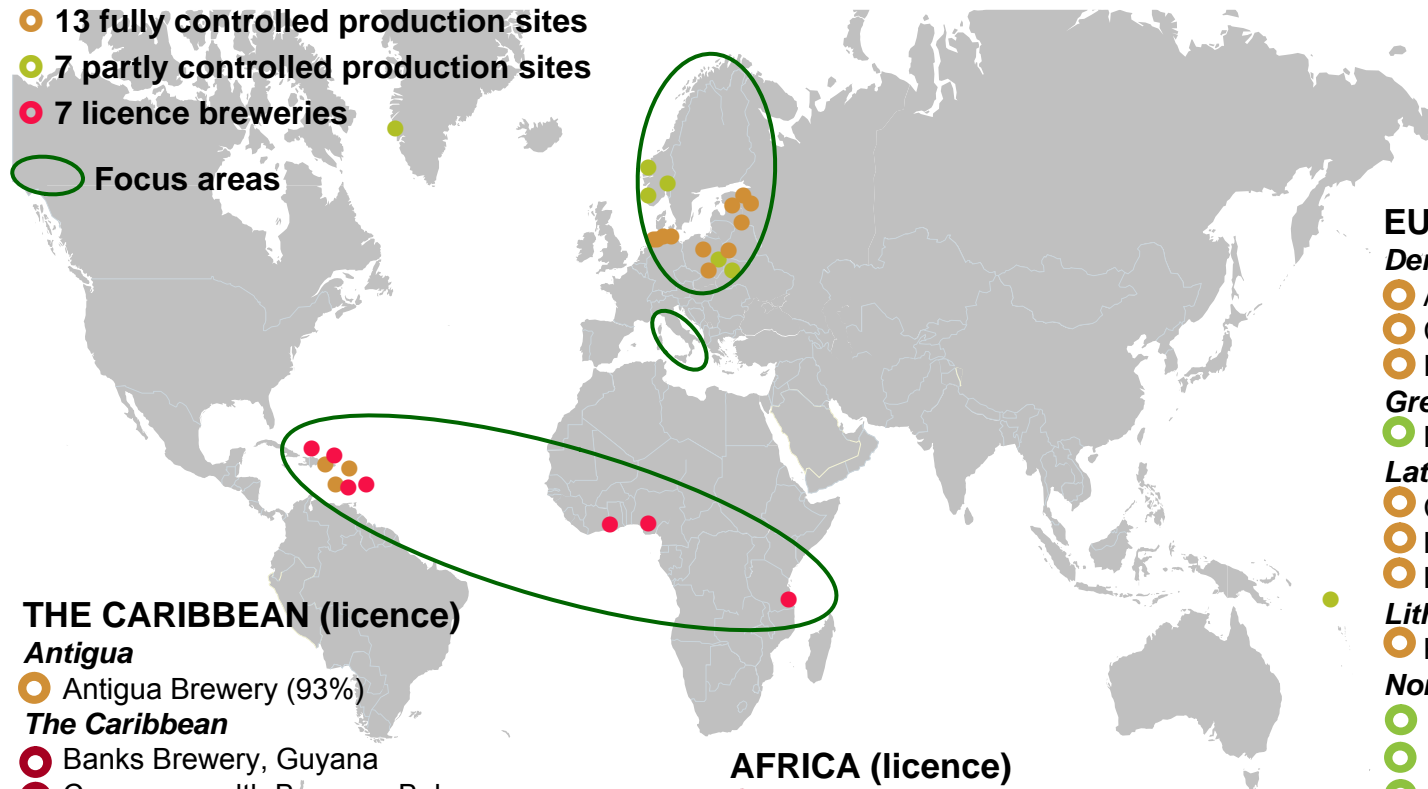 13 fully controlled production sites
7 partly controlled production sites
7 licence breweries
Focus areas
THE CARIBBEAN (licence)
Antigua
Antigua Brewery (93%)
The Caribbean
Banks Brewery, Guyana
AFRICA (licence)
EU